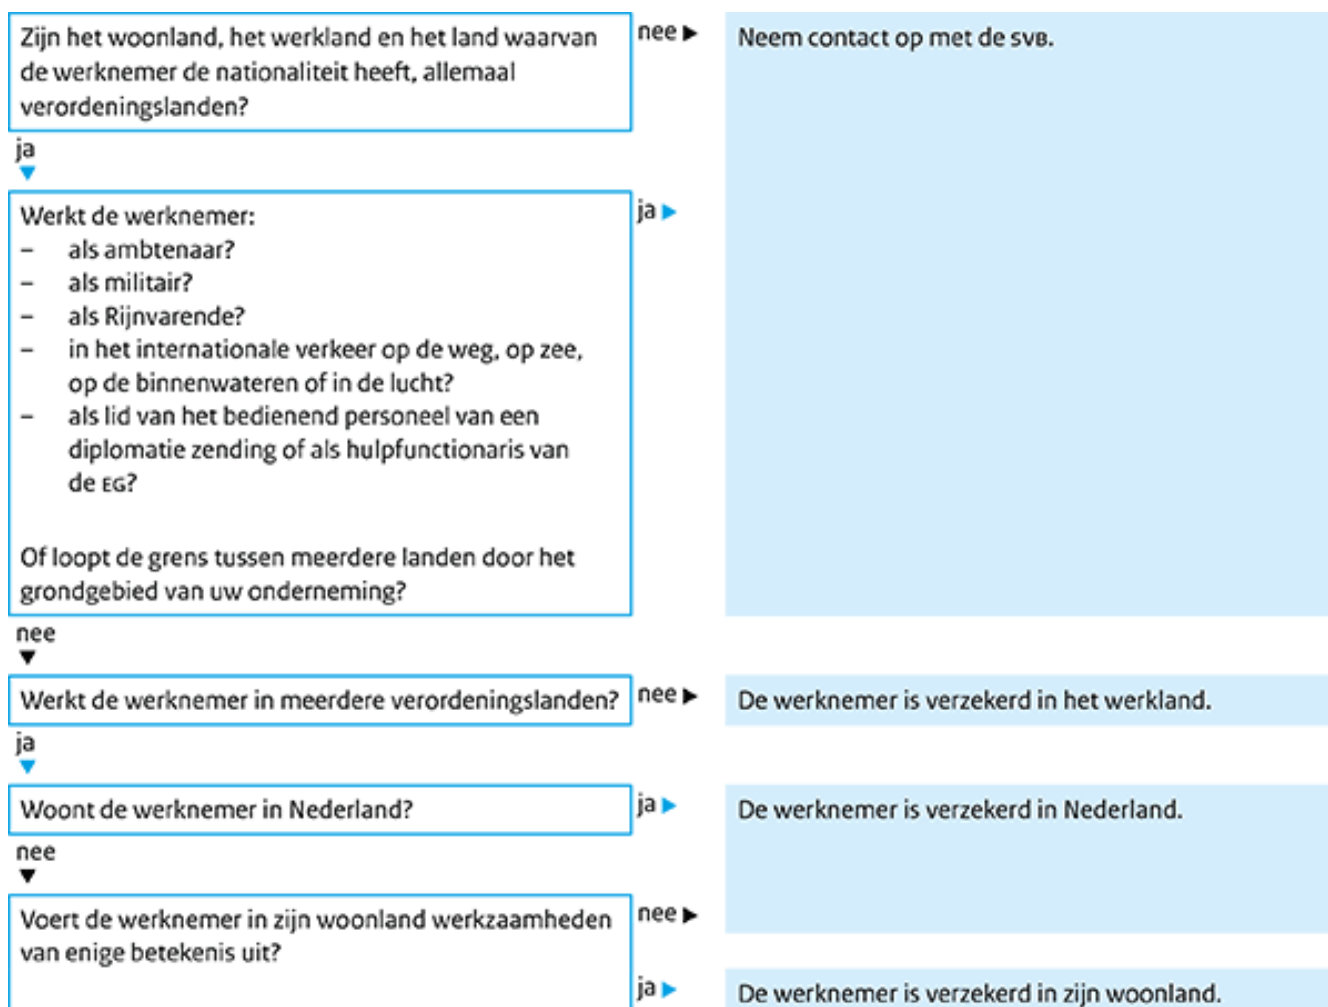 Zijn het woonland, het werkland en het land waarvan
de werknemer de nationaliteit heeft, allemaal
verordeningslanden?
nee ▶
Neem contact op met de SVB.
ja
▼
Werkt de werknemer:
– als ambtenaar?
– als militair?
– als Rijnvarende?
– in het internationale verkeer op de weg, op zee,
op de binnenwateren of in de lucht?
– als lid van het bedienend personeel van een
diplomatie zending of als hulpfunctionaris van
de EG?
Of loopt de grens tussen meerdere landen door het
grondgebied van uw onderneming?
ja ▶
nee
▼
Werkt de werknemer in meerdere verordeningslanden?
nee ▶
De werknemer is verzekerd in het werkland.
ja
▼
Woont de werknemer in Nederland?
ja ▶
De werknemer is verzekerd in Nederland.
nee
▼
Voert de werknemer in zijn woonland werkzaamheden
van enige betekenis uit?
nee ▶
ja ▶
De werknemer is verzekerd in zijn woonland.